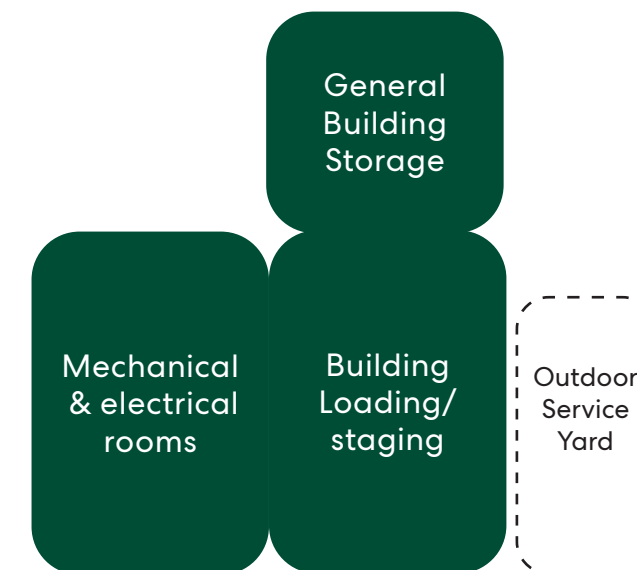 General
Building
Storage
Mechanical
& electrical
rooms
Building
Loading/
staging
Outdoor
Service
Yard